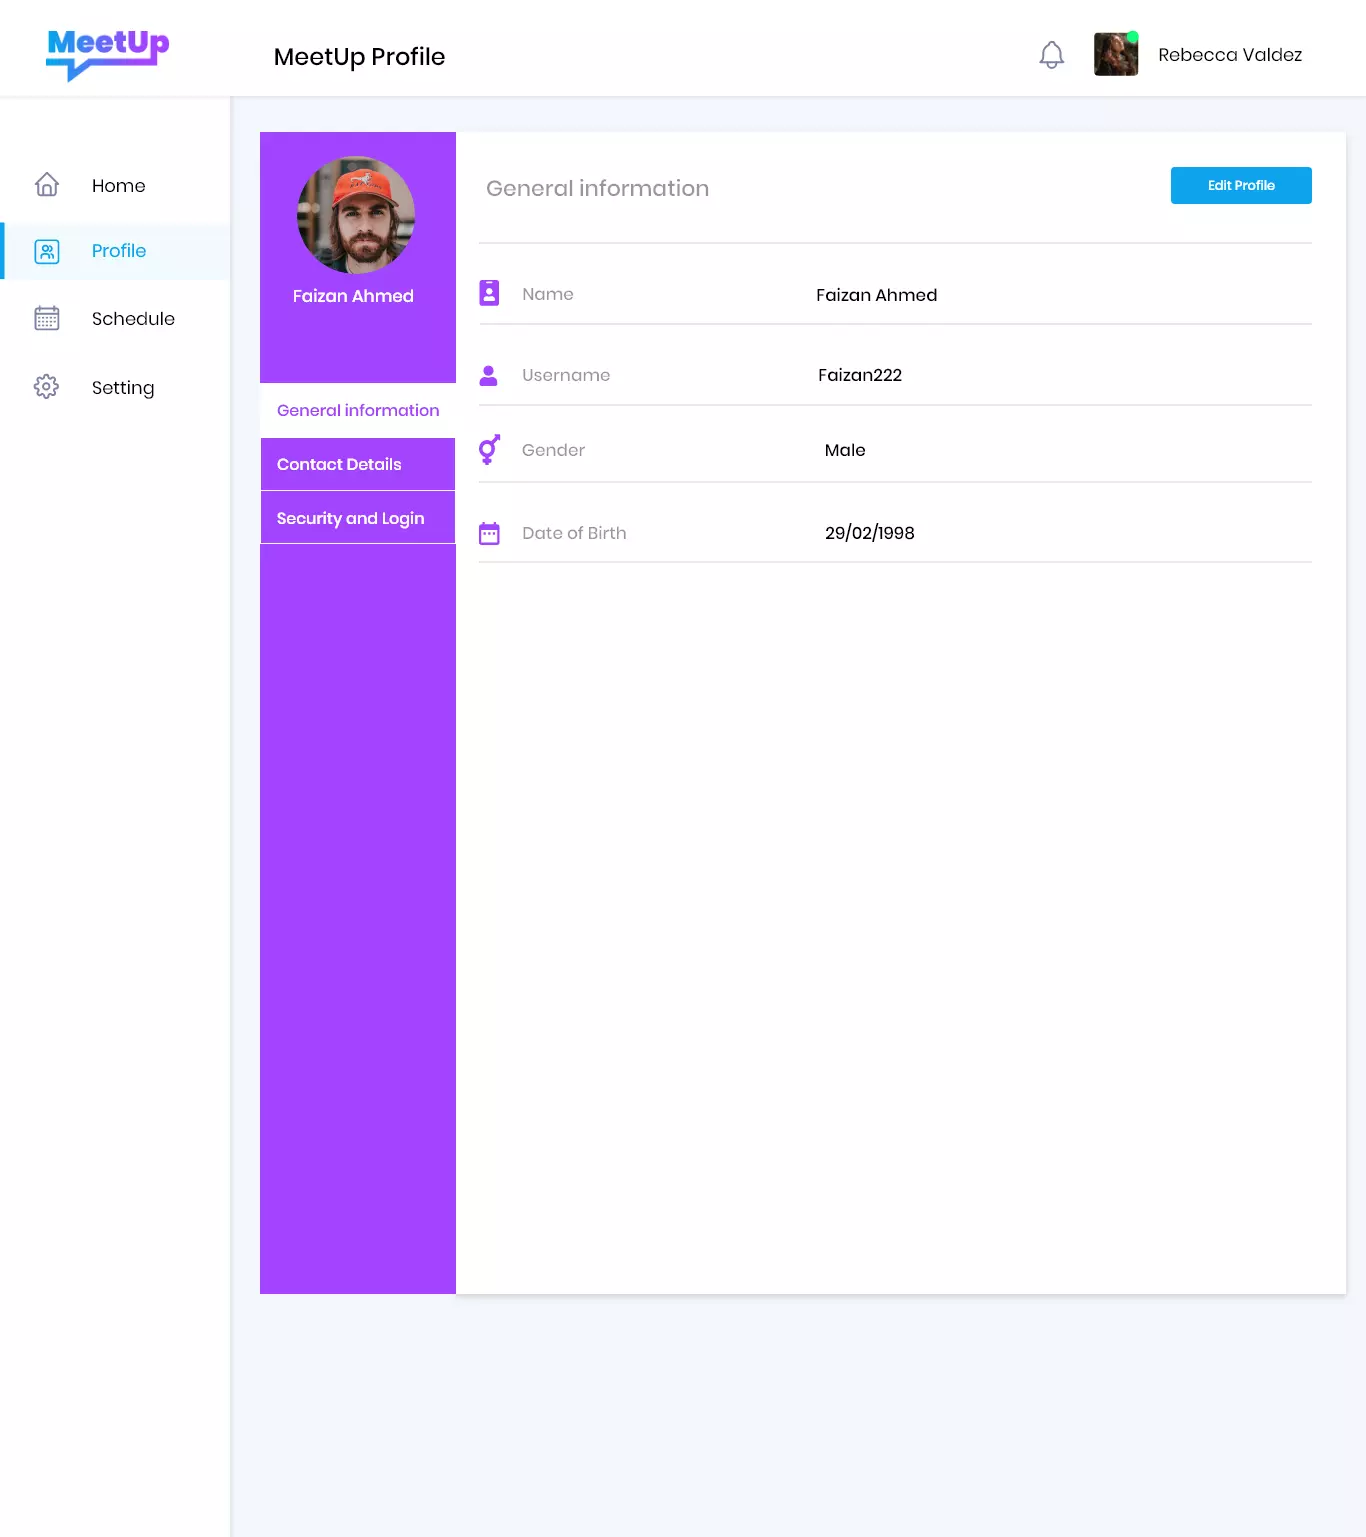 MeetUp
MeetUp Profile
Rebecca Valdez
Home
Profile
Schedule
Setting
Faizan Ahmed
General information
Contact Details
Security and Login
General information
Edit Profile
Name Faizan Ahmed
Username Faizan222
Gender Male
Date of Birth 29/02/1998